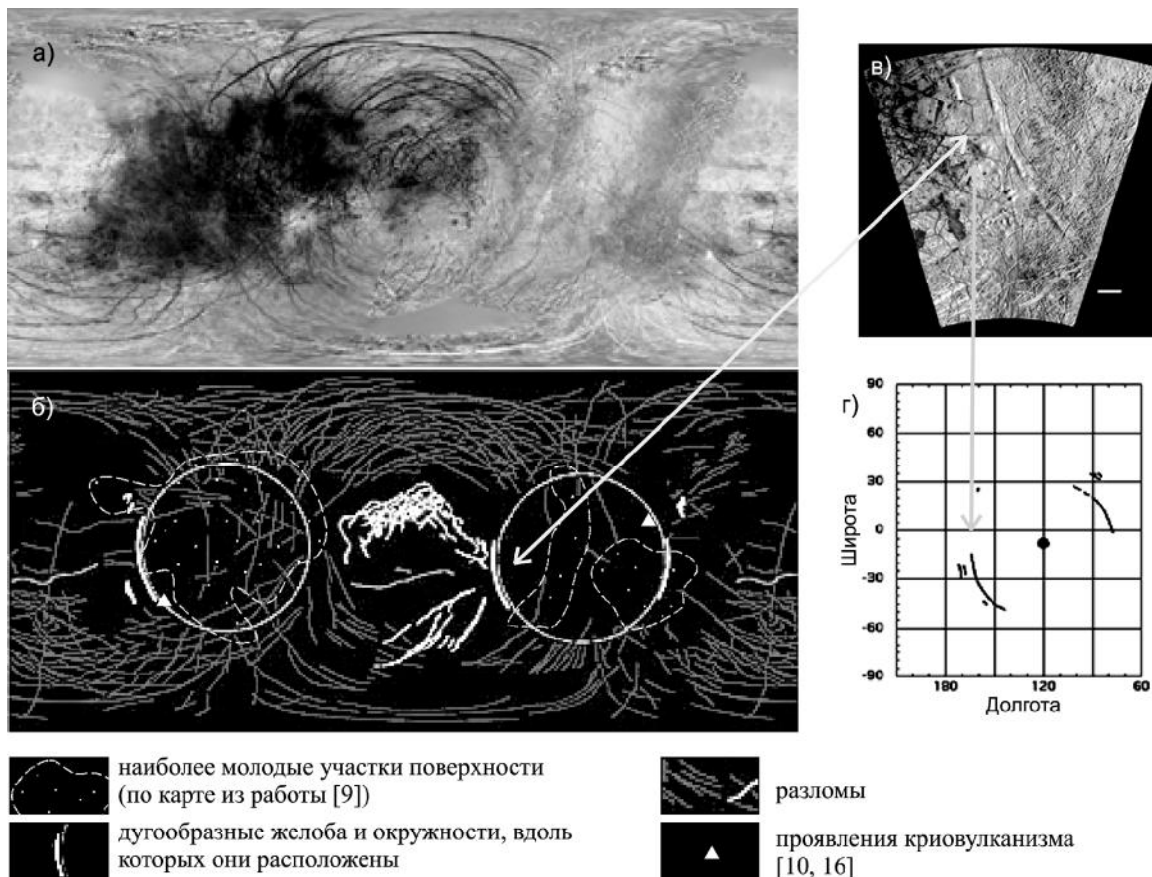 а)
в)
б)
г)
90
60
30
0
-30
-60
-90
Широта
180
120
60
Долгота
наиболее молодые участки поверхности
(по карте из работы [9])
дугообразные желоба и окружности, вдоль
которых они расположены
разломы
проявления криовулканизма
[10, 16]